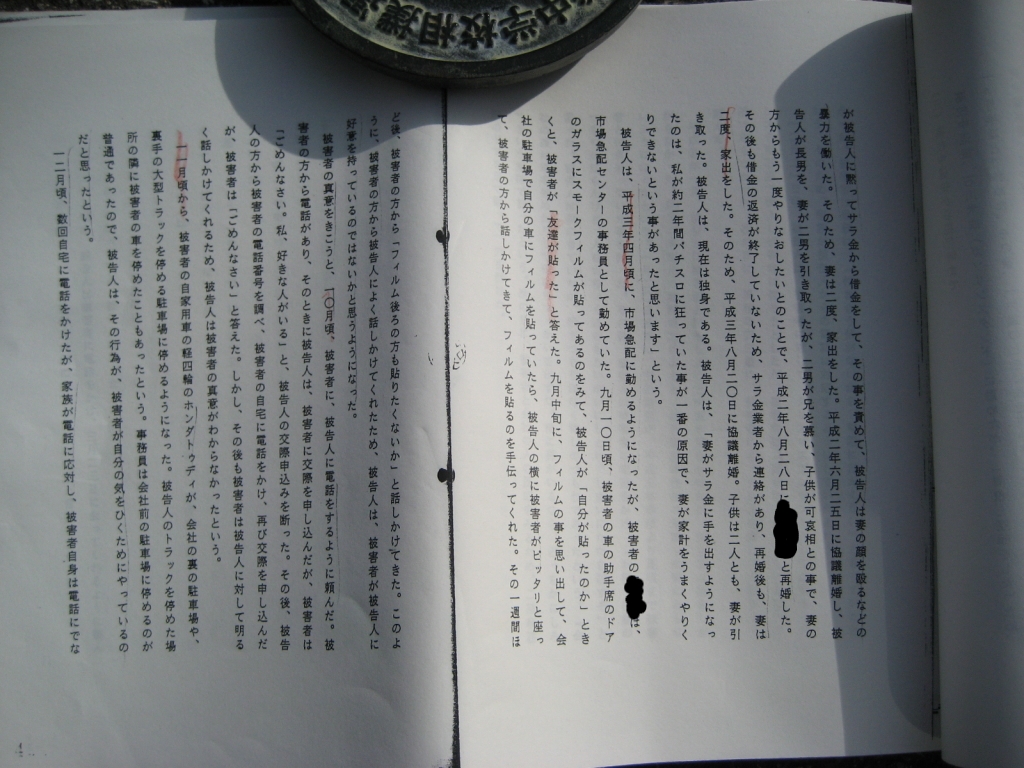 中学校相撲
が被告人に黙ってサラ金から借金をして、その事を責めて、被告人は妻の顔を殴るなどの
暴力を働いた。そのため、妻は二度、家出をした。平成二年六月二五日に協議離婚し、被
告人が長男を、妻が二男を引き取ったが、二男が兄を慕い、子供が可哀相との事で、妻の
方からもう一度やりなおしたいとのことで、平成二年八月二八日に と再婚した。
その後も借金の返済が終了していないため、サラ金業者から連絡があり、再婚後も、妻は
二度、家出をした。そのため、平成三年八月二〇日に協議離婚。子供は二人とも、妻が引
き取った。被告人は、現在は独身である。被告人は、「妻がサラ金に手を出すようになっ
たのは、私が約二年間パチスロに狂っていた事が一番の原因で、妻が家計をうまくやりく
りできないという事があったと思います」という。
被告人は、平成三年四月頃に、市場急配に勤めるようになったが、被害者の は、
市場急配センターの事務員として勤めていた。九月一〇日頃、被害者の車の助手席のドア
のガラスにスモークフィルムが貼ってあるのをみて、被告人が「自分が貼ったのか」とき
くと、被害者が「友達が貼った」と答えた。九月中旬に、フィルムの事を思い出して、会
社の駐車場で自分の車にフィルムを貼っていたら、被告人の横に被害者がピッタリと座っ
て、被害者の方から話しかけてきて、フィルムを貼るのを手伝ってくれた。その一週間ほ
ど後、被害者の方から「フィルム後ろの方も貼りたくないか」と話しかけてきた。このよ
うに、被害者の方から被告人によく話しかけてくれたため、被告人は、被害者が被告人に
好意を持っているのではないかと思うようになった。
被害者の真意をきこうと、一〇月頃、被害者に、被告人に電話をするように頼んだ。被
害者の方から電話があり、そのときに被告人は、被害者に交際を申し込んだが、被害者は
「ごめんなさい。私、好きな人がいる」と、被告人の交際申込みを断った。その後、被告
人の方から被害者の電話番号を調べ、被害者の自宅に電話をかけ、再び交際を申し込んだ
が、被害者は「ごめんなさい」と答えた。しかし、その後も被害者は被告人に対して明る
く話しかけてくれるため、被告人は被害者の真意がわからなかったという。
一一月頃から、被害者の自家用車の軽四輪のホンダトゥディが、会社の裏の駐車場や、
裏手の大型トラックを停める駐車場に停めるようになった。被告人のトラックを停めた場
所の隣に被害者の車を停めたこともあったという。事務員は会社前の駐車場に停めるのが
普通であったので、被告人は、その行為が、被害者が自分の気をひくためにやっているの
だと思ったという。
一二月頃、数回自宅に電話をかけたが、家族が電話に応対し、被害者自身は電話にでな